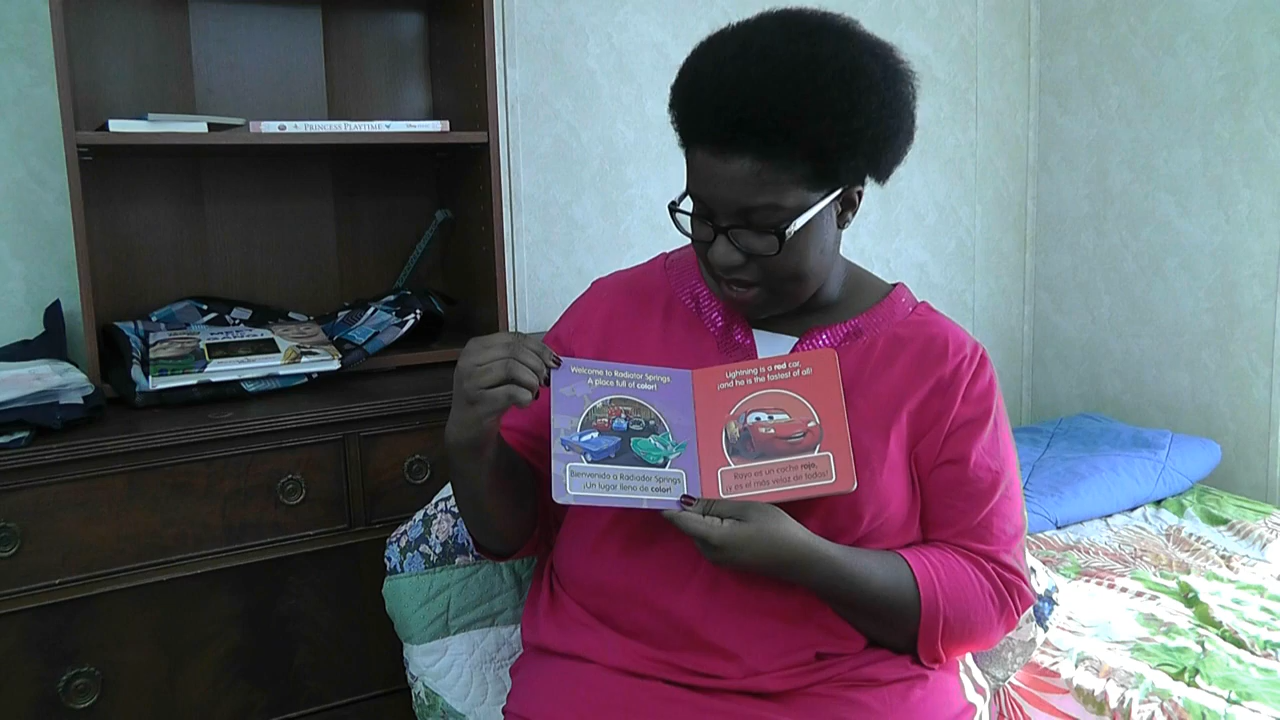 PRINCESS PLAYTIME
Welcome to Radiator Springs.
A place full of color!
Bienvenido a Radiador Springs
¡Un lugar lleno de color!
Lightning is a red car,
¡and he is the fastest of all!
Rayo es un coche rojo,
¡y es el más veloz de todos!